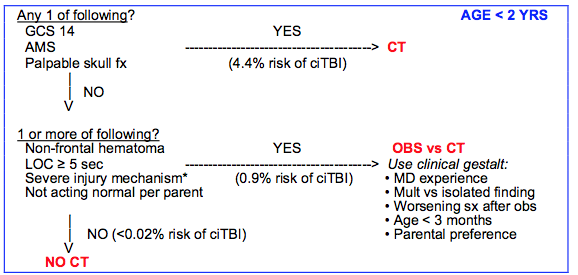 Any 1 of following?
AGE < 2 YRS
GCS 14
YES
AMS
CT
Palpable skull fx
(4.4% risk of ciTBI)
NO
1 or more of following?
Non-frontal hematoma
YES
OBS vs CT
LOC ≥ 5 sec
Use clinical gestalt:
Severe injury mechanism*
(0.9% risk of ciTBI)
• MD experience
Not acting normal per parent
• Mult vs isolated finding
• Worsening sx after obs
• Age < 3 months
NO (<0.02% risk of ciTBI)
• Parental preference
NO CT